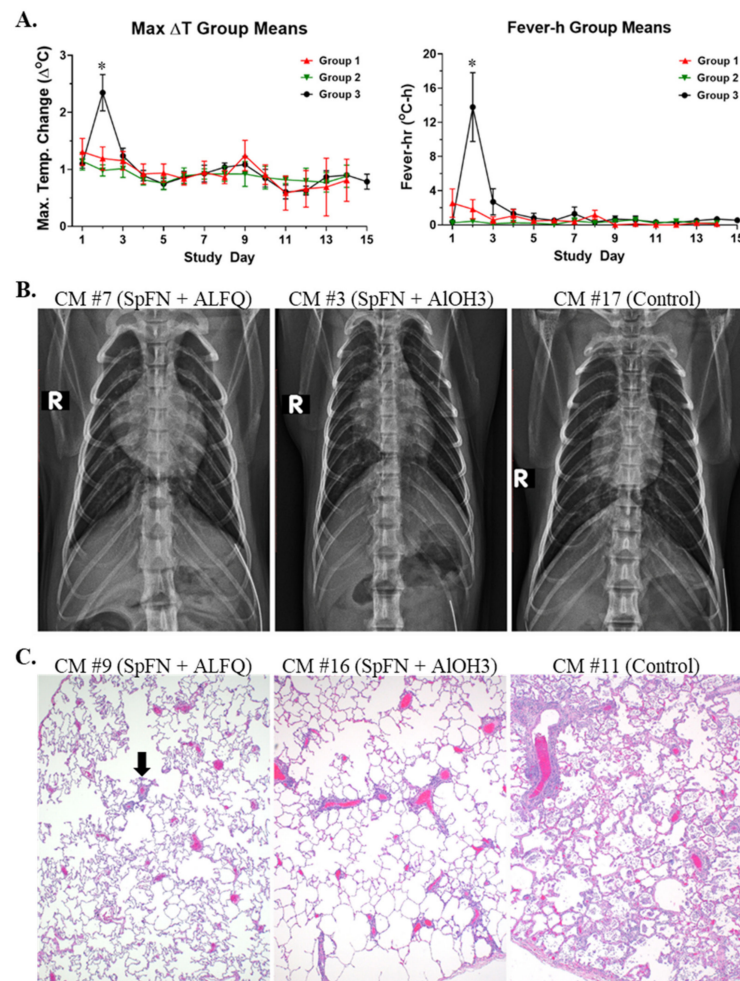 A.
Max ΔT Group Means
Max. Temp. Change (Δ°C)
3
2
1
0
*
Group 1
Group 2
Group 3
1 3 5 7 9 11 13 15
Study Day
Fever-h Group Means
Fever-hr (°C-h)
20
16
12
8
4
0
*
Group 1
Group 2
Group 3
1 3 5 7 9 11 13 15
Study Day
B.
CM #7 (SpFN + ALFQ)
CM #3 (SpFN + AlOH3)
CM #17 (Control)
R
R
R
C.
CM #9 (SpFN + ALFQ)
CM #16 (SpFN + AlOH3)
CM #11 (Control)